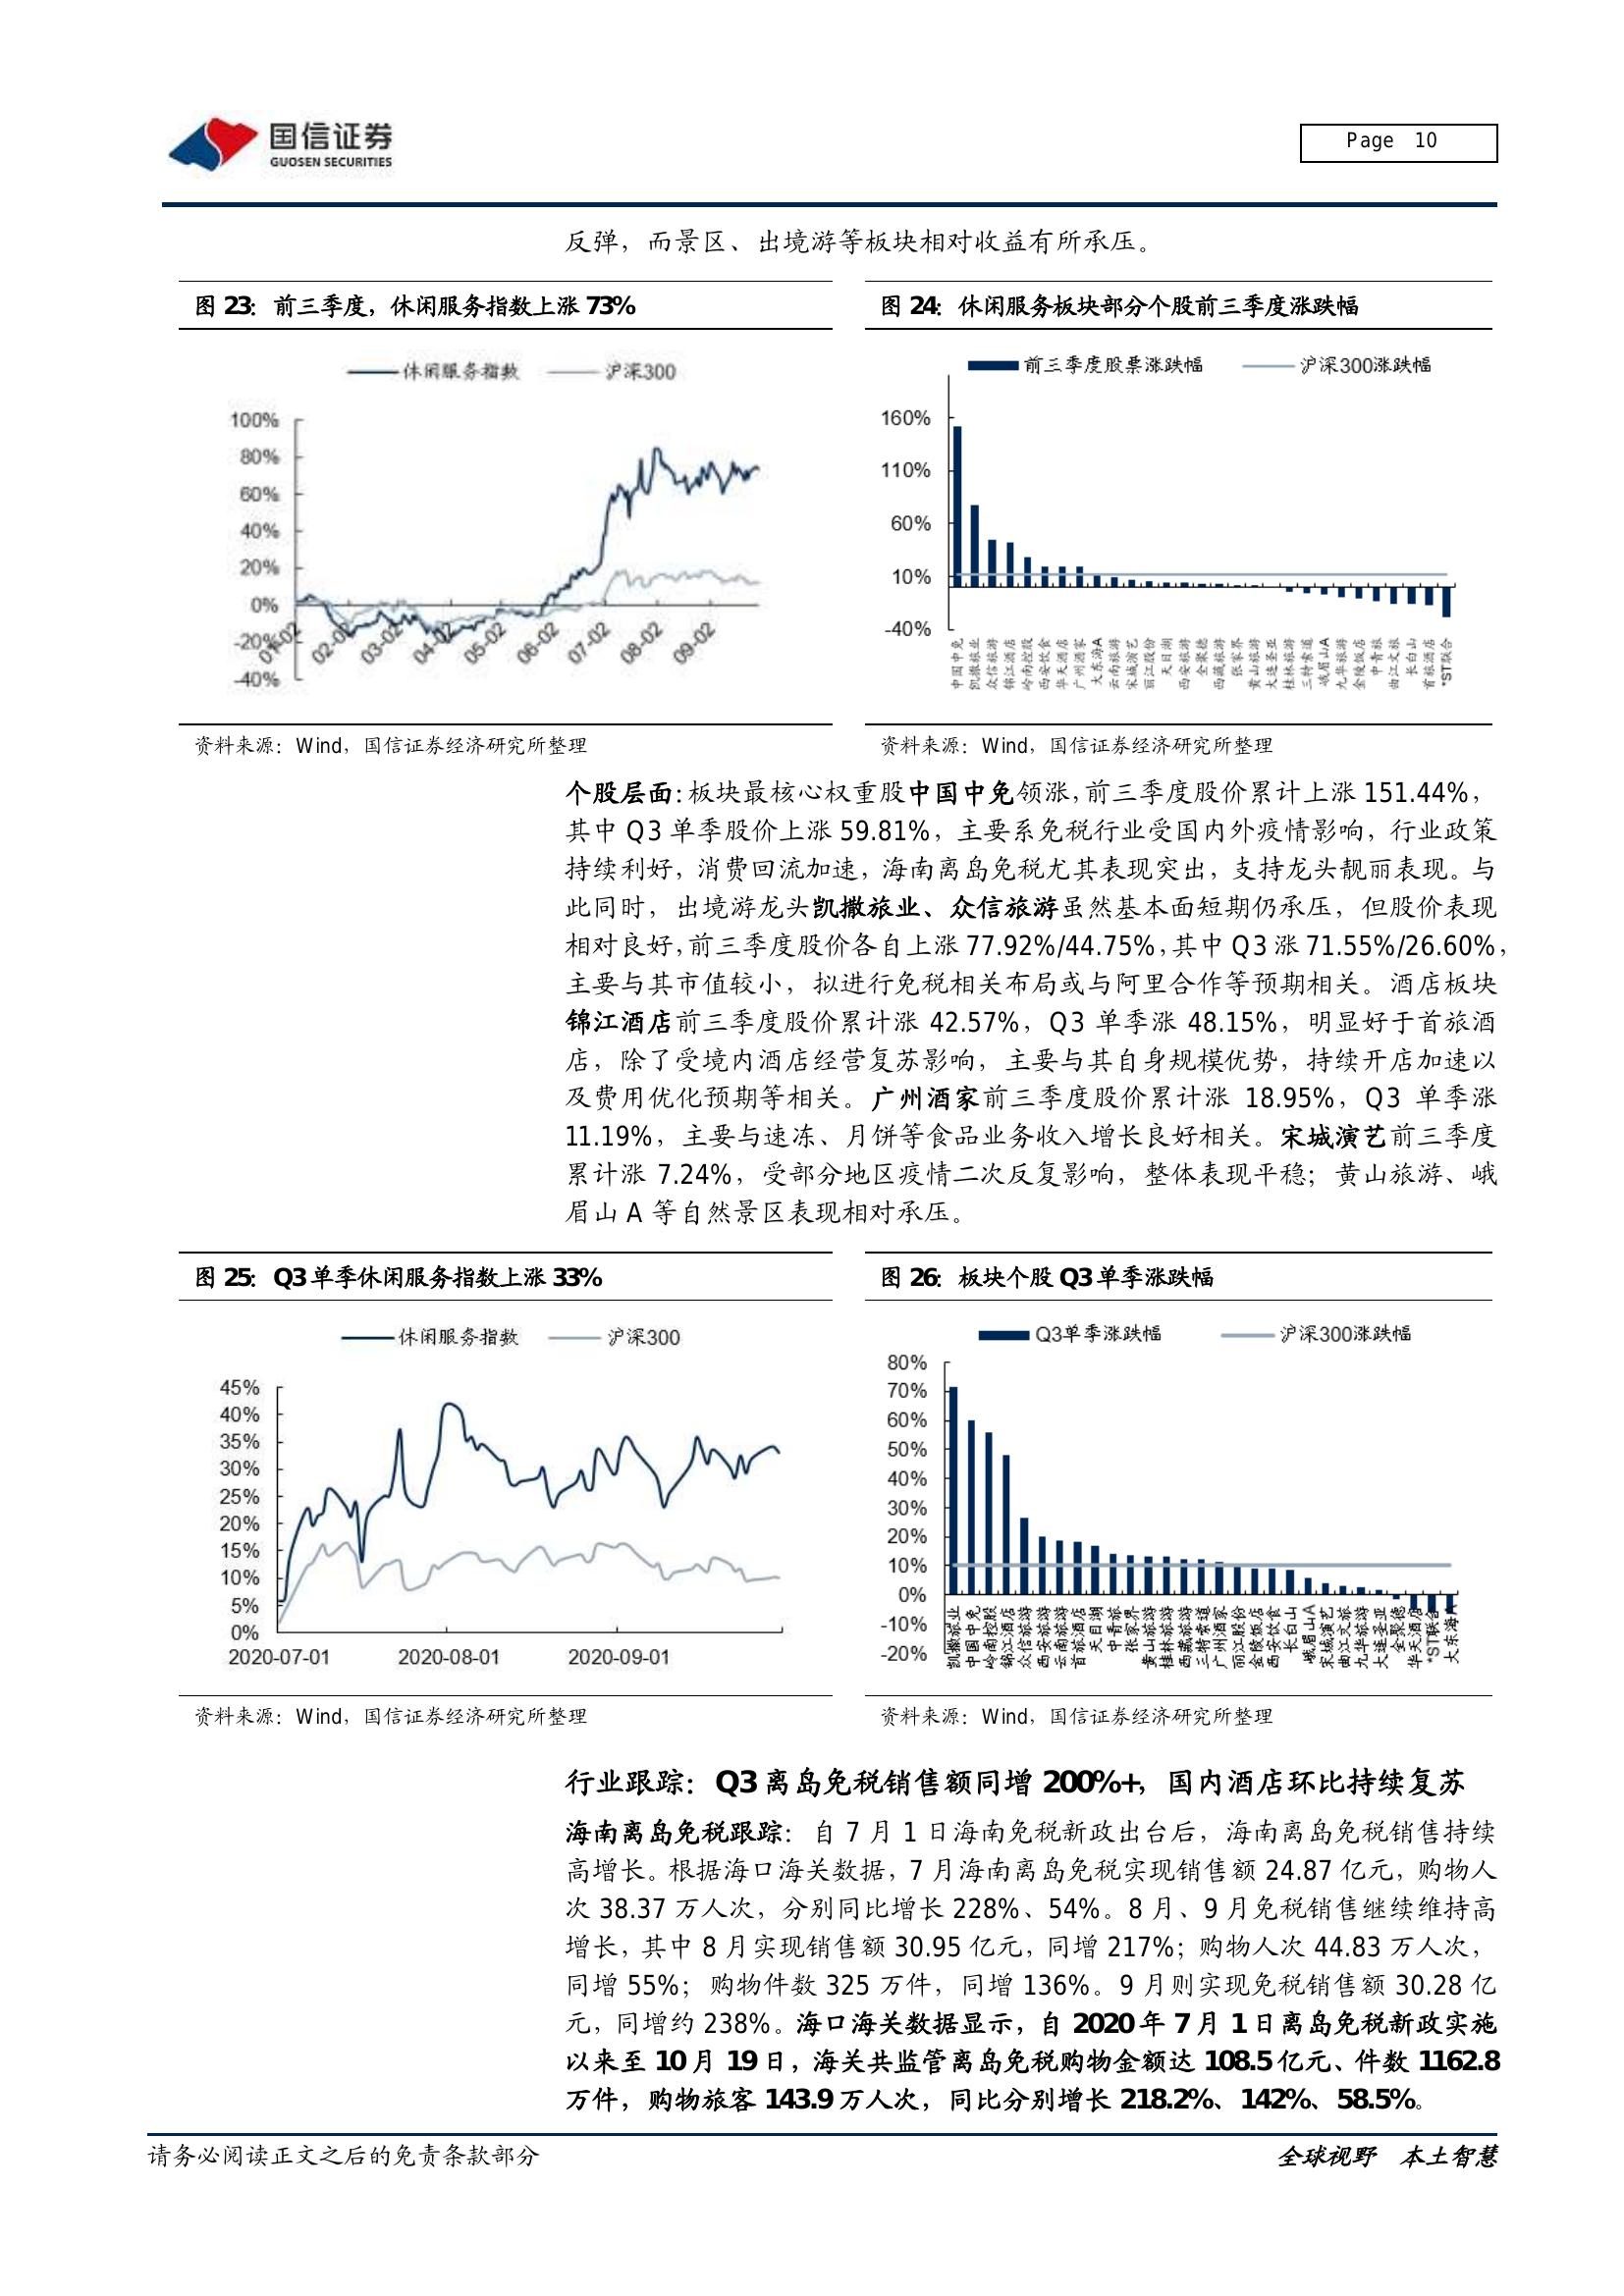 国信证券
GUOSEN SECURITIES
Page 10
反弹，而景区、出境游等板块相对收益有所承压。
图 23：前三季度，休闲服务指数上涨 73%
休闲服务指数 沪深300
100%
80%
60%
40%
20%
0%
-20%
-40%
01-02 02-02 03-02 04-02 05-02 06-02 07-02 08-02 09-02
资料来源：Wind，国信证券经济研究所整理
图 24：休闲服务板块部分个股前三季度涨跌幅
前三季度股票涨跌幅 沪深300涨跌幅
160%
110%
60%
10%
-40%
中国中免 凯撒旅业 众信旅游 锦江酒店 岭南控股 西安饮食 华天酒店 广州酒家 大东海A 云南旅游 宋城演艺 丽江股份 天目湖 西安旅游 全聚德 西藏旅游 张家界 黄山旅游 大连圣亚 桂林旅游 三特索道 峨眉山A 九华旅游 金陵饭店 中青旅 曲江文旅 长白山 首旅酒店 *ST联合
资料来源：Wind，国信证券经济研究所整理
个股层面：板块最核心权重股中国中免领涨，前三季度股价累计上涨 151.44%，
其中 Q3 单季股价上涨 59.81%，主要系免税行业受国内外疫情影响，行业政策
持续利好，消费回流加速，海南离岛免税尤其表现突出，支持龙头靓丽表现。与
此同时，出境游龙头凯撒旅业、众信旅游虽然基本面短期仍承压，但股价表现
相对良好，前三季度股价各自上涨 77.92%/44.75%，其中 Q3 涨 71.55%/26.60%，
主要与其市值较小，拟进行免税相关布局或与阿里合作等预期相关。酒店板块
锦江酒店前三季度股价累计涨 42.57%，Q3 单季涨 48.15%，明显好于首旅酒
店，除了受境内酒店经营复苏影响，主要与其自身规模优势，持续开店加速以
及费用优化预期等相关。广州酒家前三季度股价累计涨 18.95%，Q3 单季涨
11.19%，主要与速冻、月饼等食品业务收入增长良好相关。宋城演艺前三季度
累计涨 7.24%，受部分地区疫情二次反复影响，整体表现平稳；黄山旅游、峨
眉山 A 等自然景区表现相对承压。
图 25：Q3 单季休闲服务指数上涨 33%
休闲服务指数 沪深300
45%
40%
35%
30%
25%
20%
15%
10%
5%
0%
2020-07-01 2020-08-01 2020-09-01
资料来源：Wind，国信证券经济研究所整理
图 26：板块个股 Q3 单季涨跌幅
Q3单季涨跌幅 沪深300涨跌幅
80%
70%
60%
50%
40%
30%
20%
10%
0%
-10%
-20%
凯撒旅业 中国中免 岭南控股 锦江酒店 众信旅游 西安旅游 云南旅游 首旅酒店 天目湖 中青旅 张家界 黄山旅游 桂林旅游 西藏旅游 三特索道 广州酒家 丽江股份 金陵饭店 西安饮食 长白山 峨眉山A 宋城演艺 曲江文旅 九华旅游 大连圣亚 全聚德 华天酒店 *ST联合 大东海A
资料来源：Wind，国信证券经济研究所整理
行业跟踪：Q3 离岛免税销售额同增 200%+，国内酒店环比持续复苏
海南离岛免税跟踪：自 7 月 1 日海南免税新政出台后，海南离岛免税销售持续
高增长。根据海口海关数据，7 月海南离岛免税实现销售额 24.87 亿元，购物人
次 38.37 万人次，分别同比增长 228%、54%。8 月、9 月免税销售继续维持高
增长，其中 8 月实现销售额 30.95 亿元，同增 217%；购物人次 44.83 万人次，
同增 55%；购物件数 325 万件，同增 136%。9 月则实现免税销售额 30.28 亿
元，同增约 238%。海口海关数据显示，自 2020 年 7 月 1 日离岛免税新政实施
以来至 10 月 19 日，海关共监管离岛免税购物金额达 108.5 亿元、件数 1162.8
万件，购物旅客 143.9 万人次，同比分别增长 218.2%、142%、58.5%。
请务必阅读正文之后的免责条款部分
全球视野 本土智慧